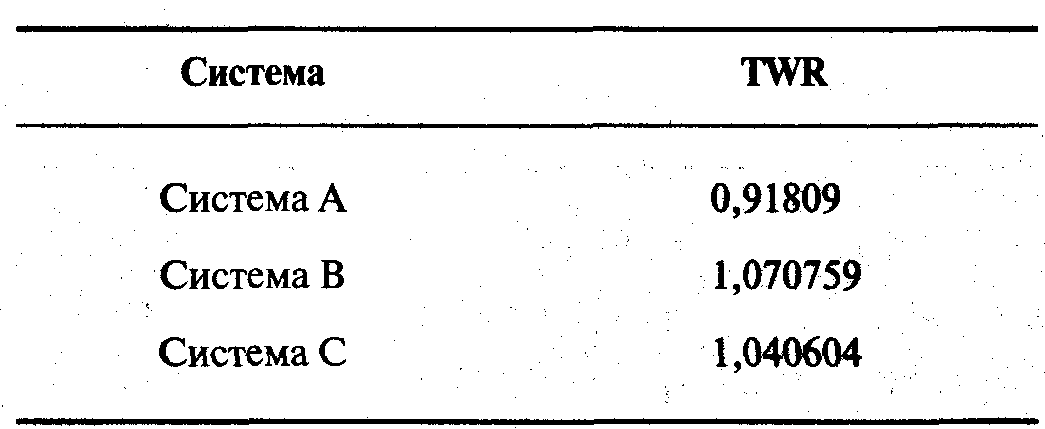 Система TWR
Система A 0,91809
Система B 1,070759
Система C 1,040604